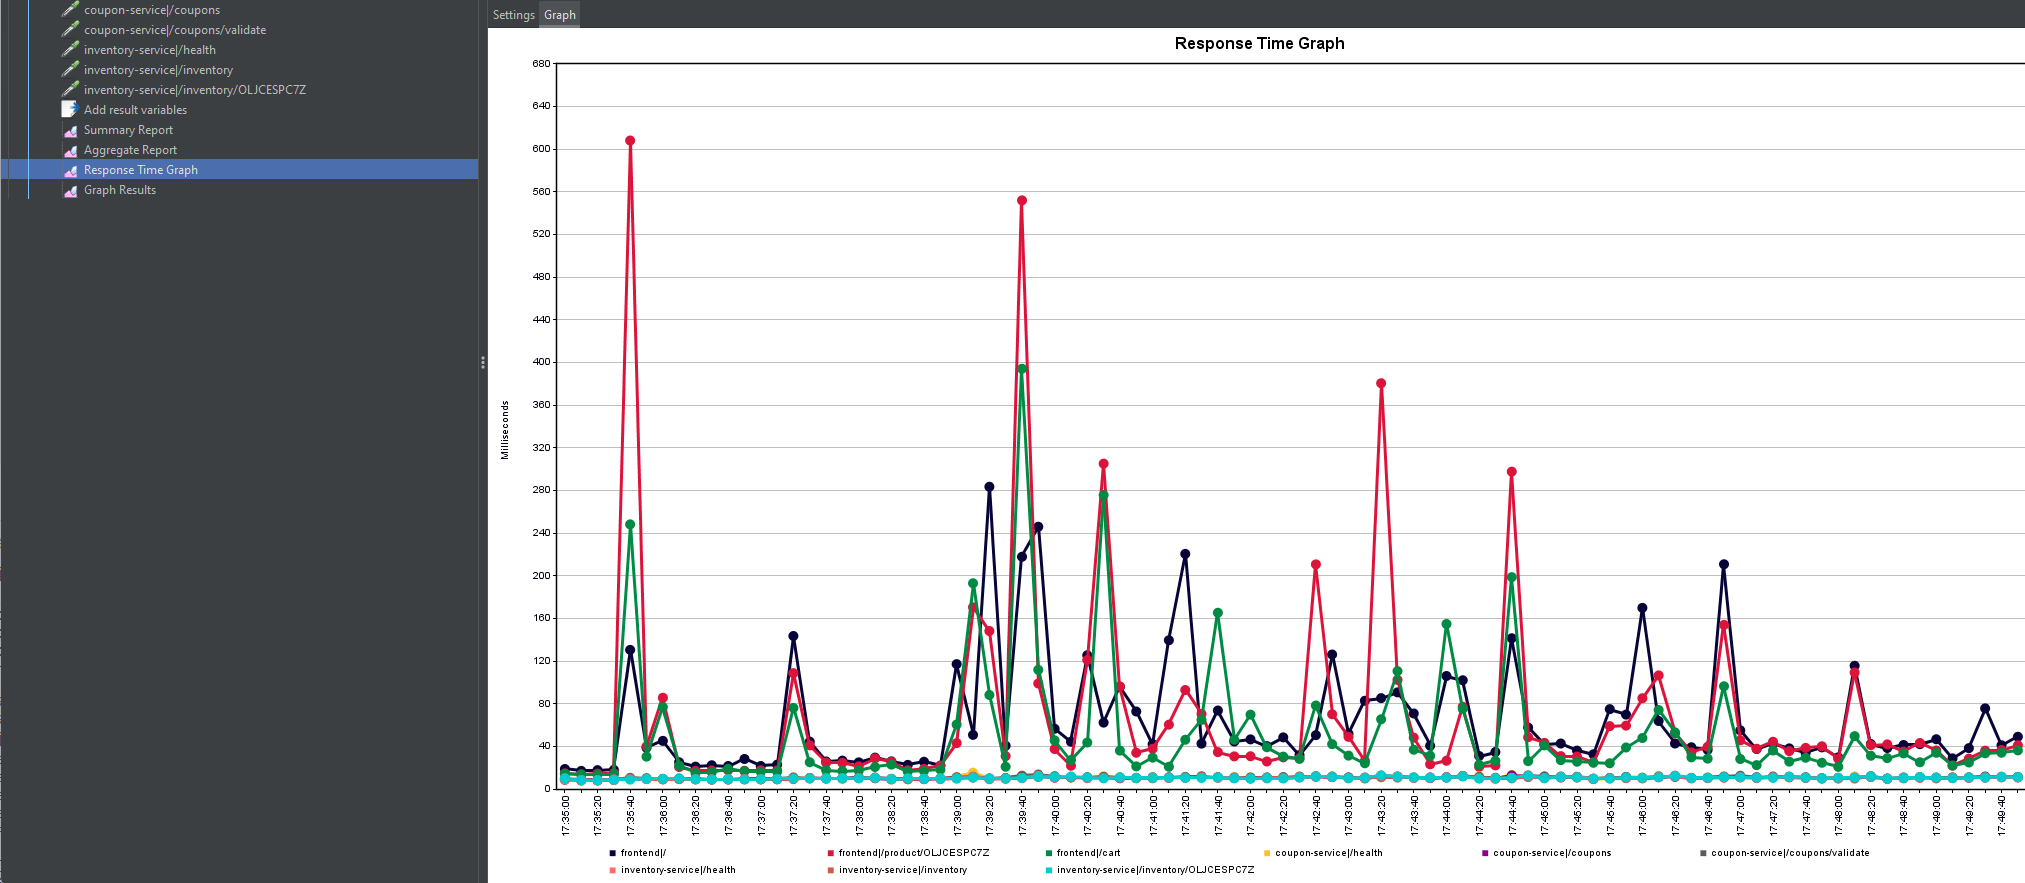 coupon-service|/coupons
coupon-service|/coupons/validate
inventory-service|/health
inventory-service|/inventory
inventory-service|/inventory/OLJCESPC7Z
Add result variables
Summary Report
Aggregate Report
Response Time Graph
Graph Results
Settings Graph
Response Time Graph
680
640
600
560
520
480
440
400
360
320
280
240
200
160
120
80
40
0
Milliseconds
17:35:00 17:35:20 17:35:40 17:36:00 17:36:20 17:36:40 17:37:00 17:37:20 17:37:40 17:38:00 17:38:20 17:38:40 17:39:00 17:39:20 17:39:40 17:40:00 17:40:20 17:40:40 17:41:00 17:41:20 17:41:40 17:42:00 17:42:20 17:42:40 17:43:00 17:43:20 17:43:40 17:44:00 17:44:20 17:44:40 17:45:00 17:45:20 17:45:40 17:46:00 17:46:20 17:46:40 17:47:00 17:47:20 17:47:40 17:48:00 17:48:20 17:48:40 17:49:00 17:49:20 17:49:40
frontend|/ frontend|/product/OLJCESPC7Z frontend|/cart coupon-service|/health coupon-service|/coupons coupon-service|/coupons/validate
inventory-service|/health inventory-service|/inventory inventory-service|/inventory/OLJCESPC7Z